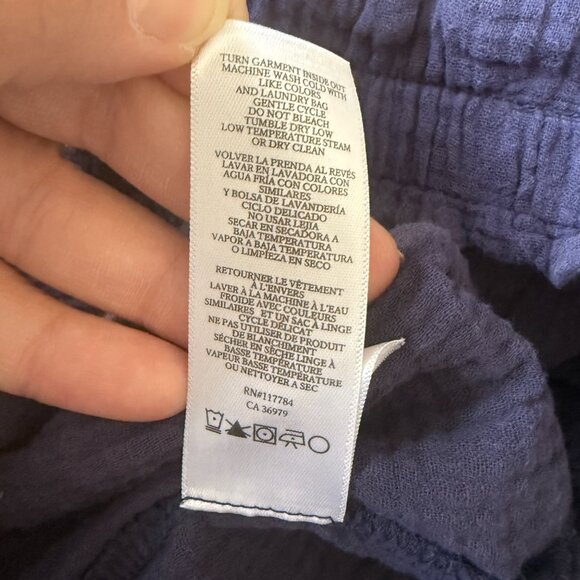 TURN GARMENT INSIDE OUT
MACHINE WASH COLD WITH
LIKE COLORS
AND LAUNDRY BAG
GENTLE CYCLE
DO NOT BLEACH
TUMBLE DRY LOW
LOW TEMPERATURE STEAM
OR DRY CLEAN
VOLVER LA PRENDA AL REVÉS
LAVAR EN LAVADORA CON
AGUA FRÍA CON COLORES
SIMILARES
Y BOLSA DE LAVANDERÍA
CICLO DELICADO
NO USAR LEJIA
SECAR EN SECADORA A
BAJA TEMPERATURA
VAPOR A BAJA TEMPERATURA
O LIMPIEZA EN SECO
RETOURNER LE VÊTEMENT
À L'ENVERS
LAVER À LA MACHINE À L'EAU
FROIDE AVEC COULEURS
SIMILAIRES ET UN SAC À LINGE
CYCLE DÉLICAT
NE PAS UTILISER DE PRODUIT
DE BLANCHIMENT
SÉCHER EN SÈCHE LINGE À
BASSE TEMPÉRATURE
VAPEUR BASSE TEMPÉRATURE
OU NETTOYER A SEC
RN#117784
CA 36979